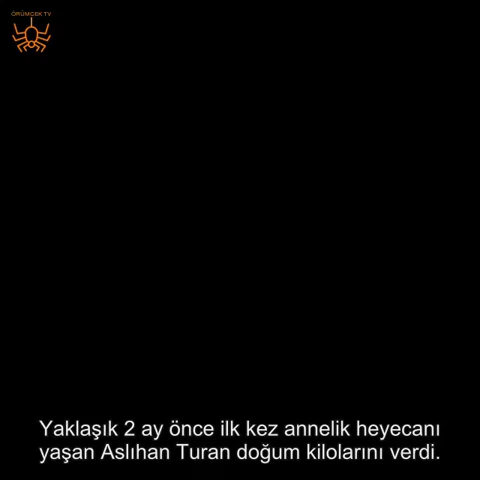 ÖRÜMCEK TV
Yaklaşık 2 ay önce ilk kez annelik heyecanı
yaşan Aslıhan Turan doğum kilolarını verdi.